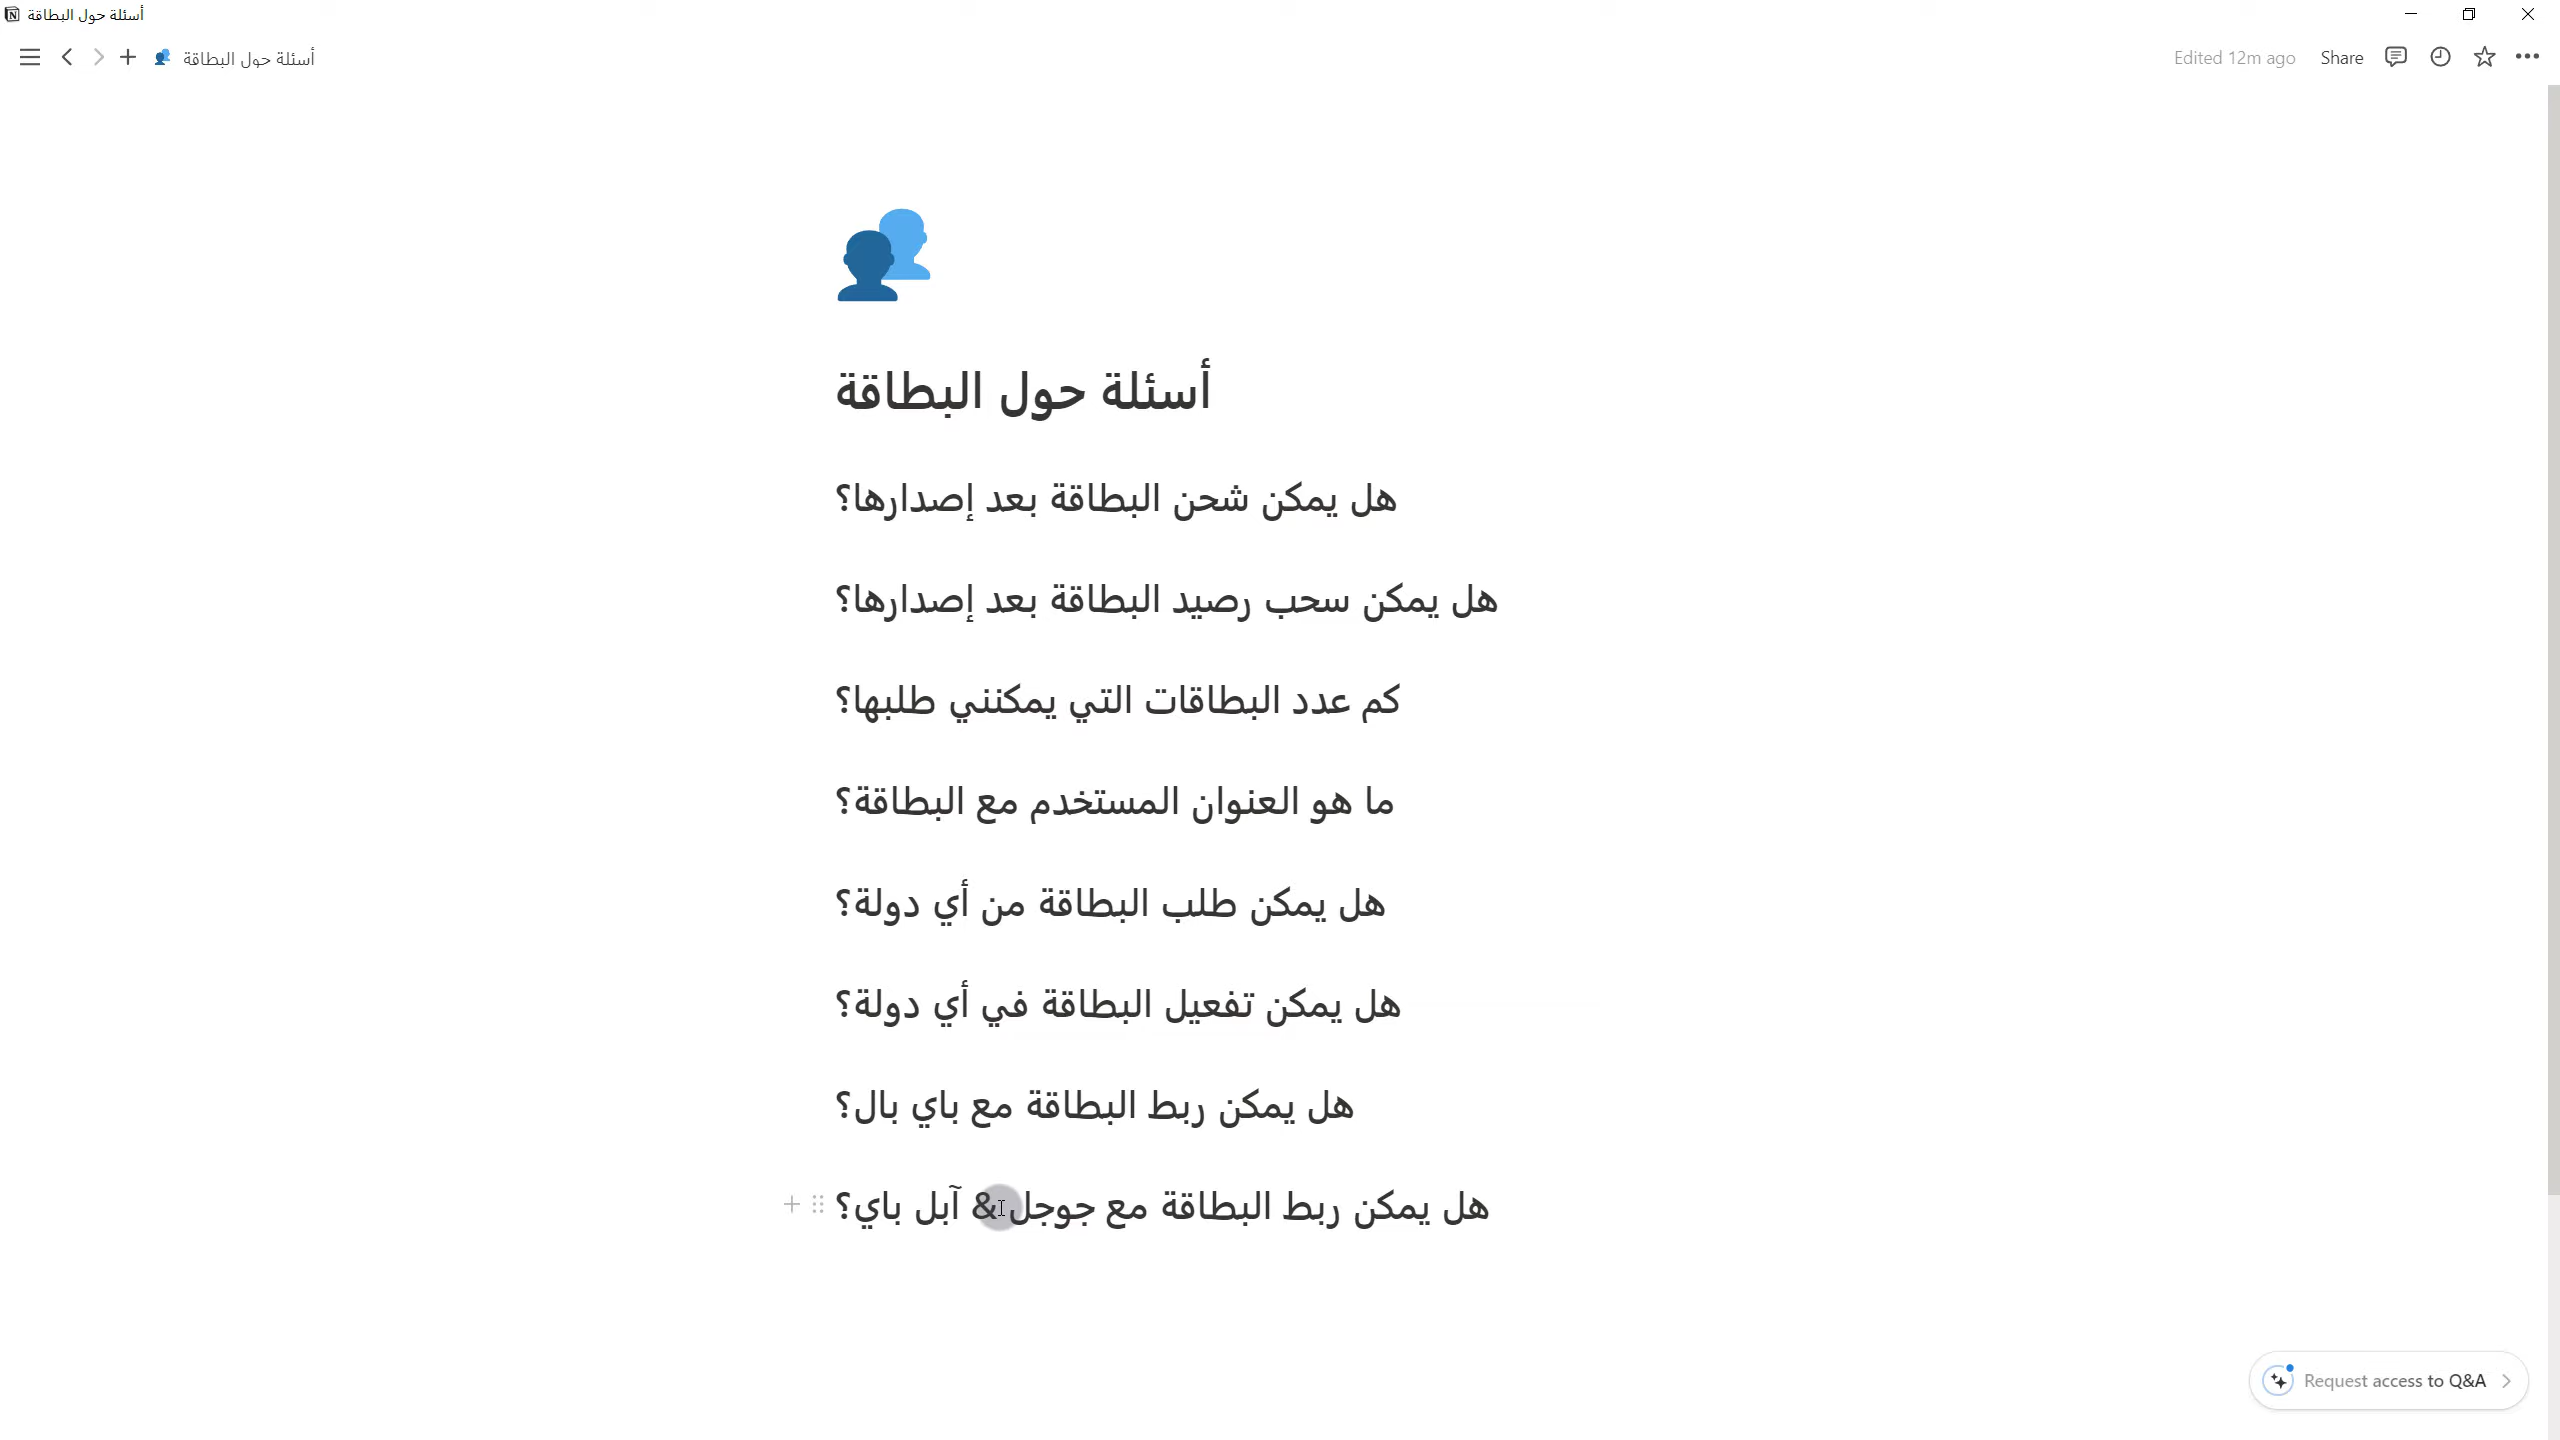 أسئلة حول البطاقة
أسئلة حول البطاقة
Edited 12m ago
Share
أسئلة حول البطاقة
هل يمكن شحن البطاقة بعد إصدارها؟
هل يمكن سحب رصيد البطاقة بعد إصدارها؟
كم عدد البطاقات التي يمكنني طلبها؟
ما هو العنوان المستخدم مع البطاقة؟
هل يمكن طلب البطاقة من أي دولة؟
هل يمكن تفعيل البطاقة في أي دولة؟
هل يمكن ربط البطاقة مع باي بال؟
هل يمكن ربط البطاقة مع جوجل & آبل باي؟
Request access to Q&A